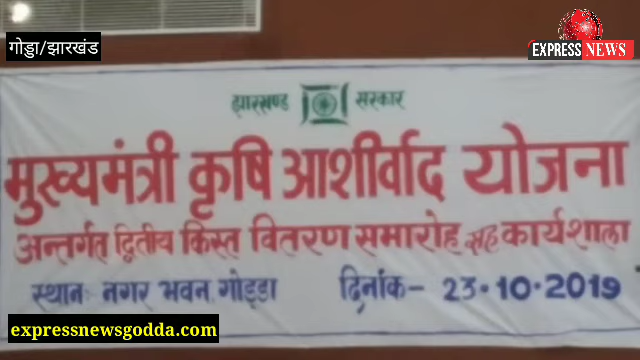 गोड्डा/झारखंड
EXPRESS NEWS
झारखण्ड सरकार
मुख्यमंत्री कृषि आशीर्वाद योजना
अन्तर्गत द्वितीय किस्त वितरण समारोह सह कार्यशाला
स्थान- नगर भवन, गोड्डा दिनांक- 23.10.2019
expressnewsgodda.com